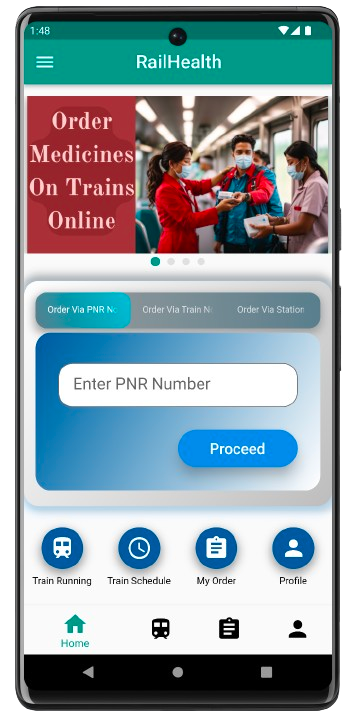 1:48
RailHealth
Order
Medicines
On Trains
Online
Order Via PNR No
Order Via Train N
Order Via Station
Enter PNR Number
Proceed
Train Running
Train Schedule
My Order
Profile
Home